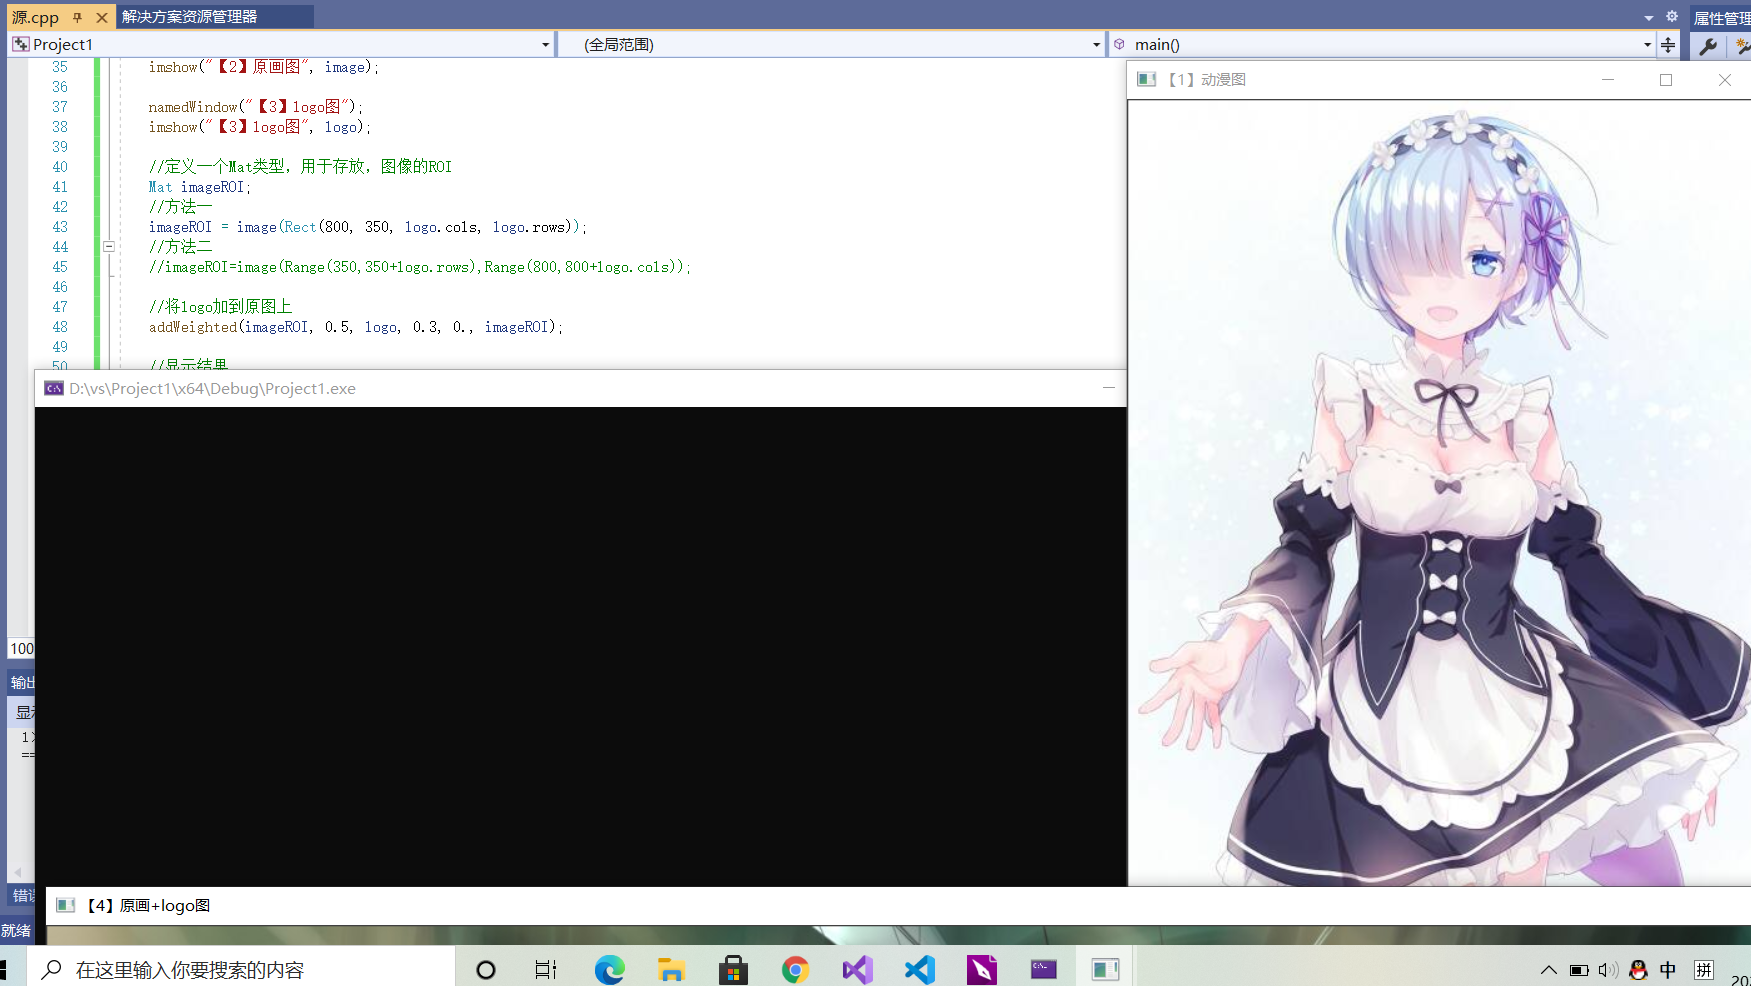 源.cpp
解决方案资源管理器
属性管理
Project1
(全局范围)
main()
35 imshow("【2】原画图", image);
36
37 namedWindow("【3】logo图");
38 imshow("【3】logo图", logo);
39
40 //定义一个Mat类型，用于存放，图像的ROI
41 Mat imageROI;
42 //方法一
43 imageROI = image(Rect(800, 350, logo.cols, logo.rows));
44 //方法二
45 //imageROI=image(Range(350,350+logo.rows),Range(800,800+logo.cols));
46
47 //将logo加到原图上
48 addWeighted(imageROI, 0.5, logo, 0.3, 0., imageROI);
49
50 //显示结果
【1】动漫图
D:\vs\Project1\x64\Debug\Project1.exe
100
输出
显示
1>
==
错误
【4】原画+logo图
就绪
在这里输入你要搜索的内容
中
拼
202